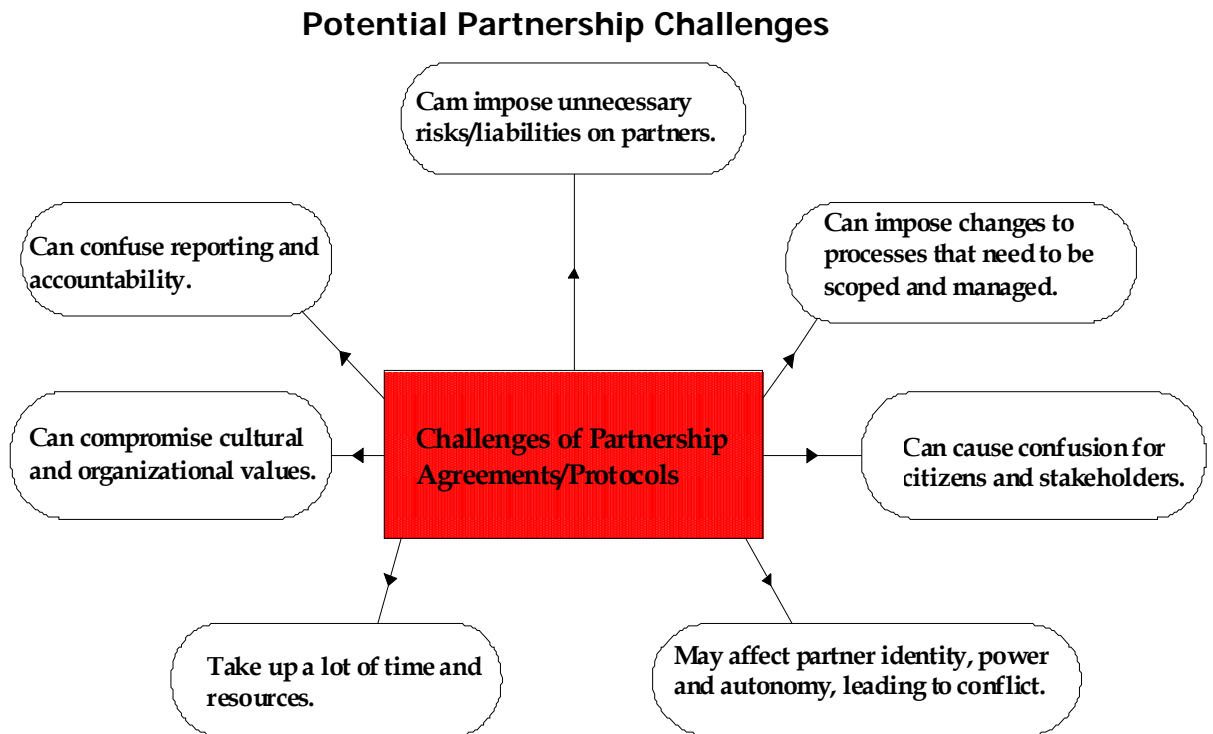 Potential Partnership Challenges
Cam impose unnecessary
risks/liabilities on partners.
Can confuse reporting and
accountability.
Can impose changes to
processes that need to be
scoped and managed.
Can compromise cultural
and organizational values.
Challenges of Partnership
Agreements/Protocols
Can cause confusion for
citizens and stakeholders.
Take up a lot of time and
resources.
May affect partner identity, power
and autonomy, leading to conflict.